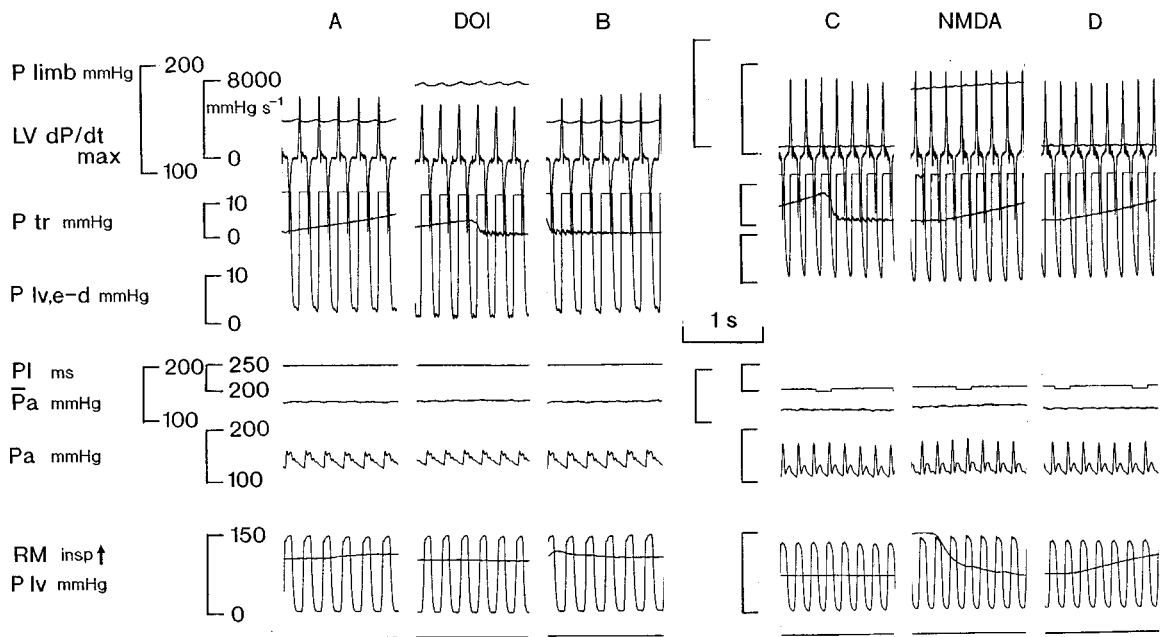 A DOI B C NMDA D
P limb mmHg 200 8000
mmHg s⁻¹
LV dP/dt
max 100 0
P tr mmHg 10
0
P lv,e-d mmHg 10
0
1 s
PI ms 200 250
200
P̅a mmHg 100
Pa mmHg 200
100
RM insp ↑ 150
P lv mmHg
0